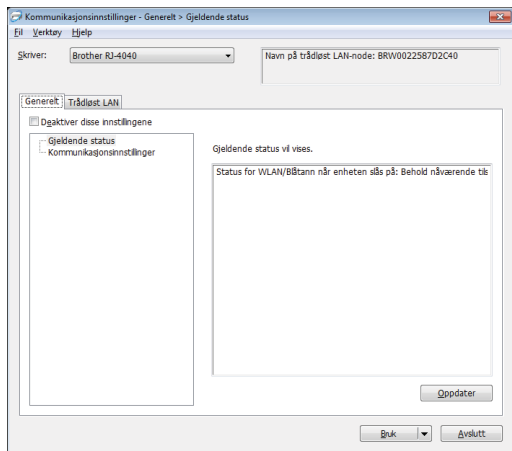 Kommunikasjonsinnstillinger - Generelt > Gjeldende status
Fil Verktøy Hjelp
Skriver: Brother RJ-4040 Navn på trådløst LAN-node: BRW0022587D2C40
Generelt Trådløst LAN
Deaktiver disse innstillingene
Gjeldende status
Kommunikasjonsinnstillinger
Gjeldende status vil vises.
Status for WLAN/Blåtann når enheten slås på: Behold nåværende tils
Oppdater
Bruk Avslutt